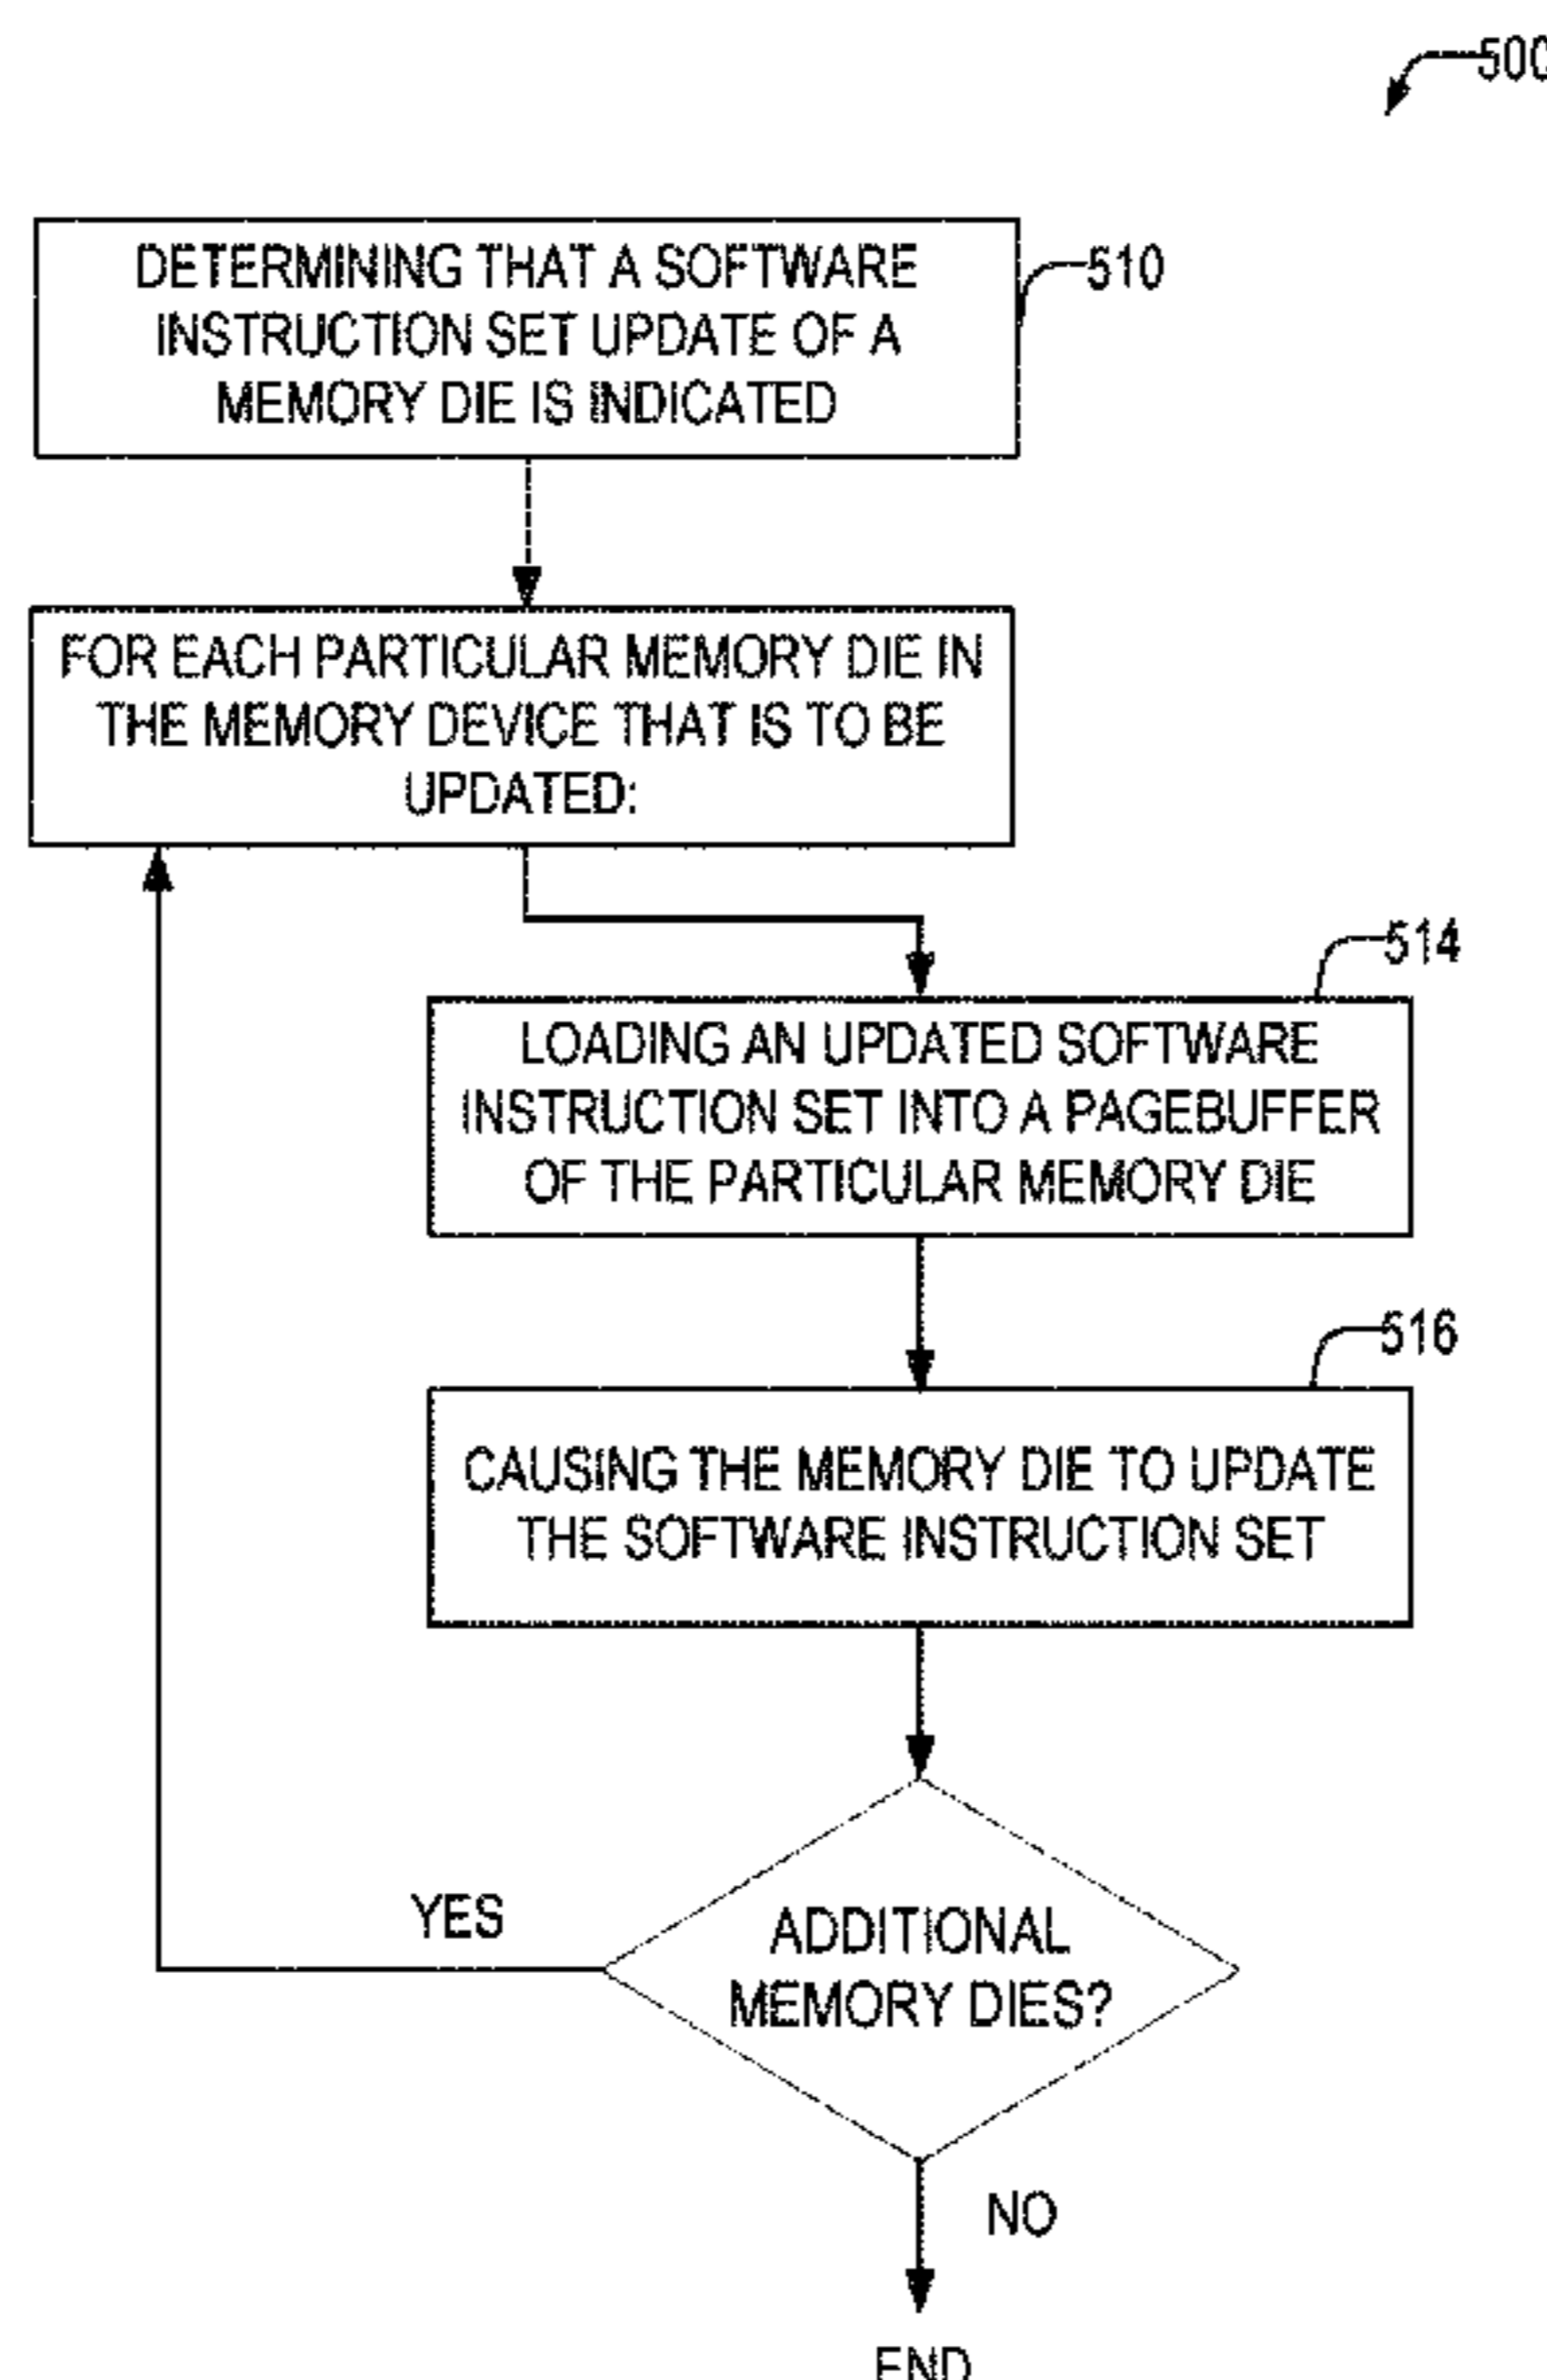 500
DETERMINING THAT A SOFTWARE
INSTRUCTION SET UPDATE OF A
MEMORY DIE IS INDICATED
510
FOR EACH PARTICULAR MEMORY DIE IN
THE MEMORY DEVICE THAT IS TO BE
UPDATED:
514
LOADING AN UPDATED SOFTWARE
INSTRUCTION SET INTO A PAGEBUFFER
OF THE PARTICULAR MEMORY DIE
516
CAUSING THE MEMORY DIE TO UPDATE
THE SOFTWARE INSTRUCTION SET
YES
ADDITIONAL
MEMORY DIES?
NO
END